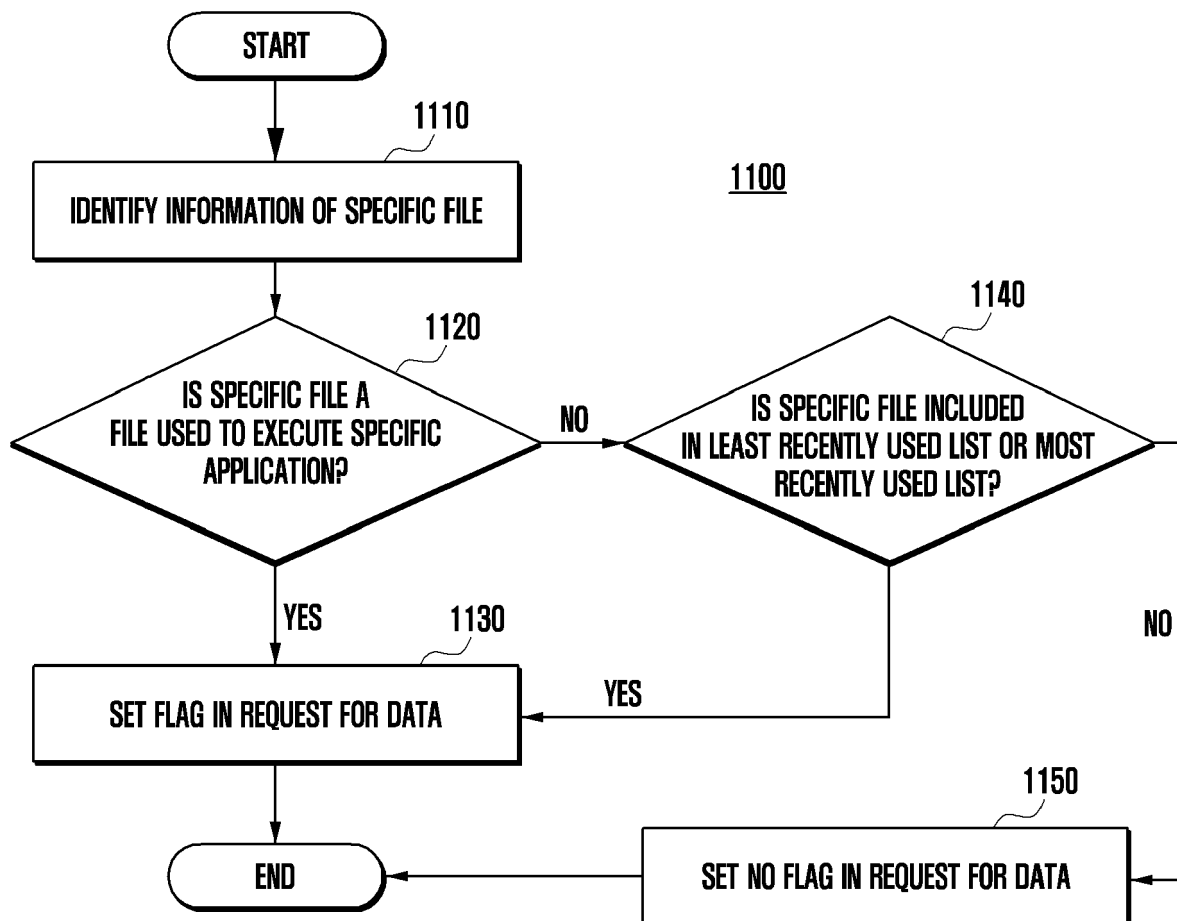 START
1110
IDENTIFY INFORMATION OF SPECIFIC FILE
1100
1120
IS SPECIFIC FILE A
FILE USED TO EXECUTE SPECIFIC
APPLICATION?
NO
1140
IS SPECIFIC FILE INCLUDED
IN LEAST RECENTLY USED LIST OR MOST
RECENTLY USED LIST?
NO
YES
1130
SET FLAG IN REQUEST FOR DATA
YES
1150
SET NO FLAG IN REQUEST FOR DATA
END